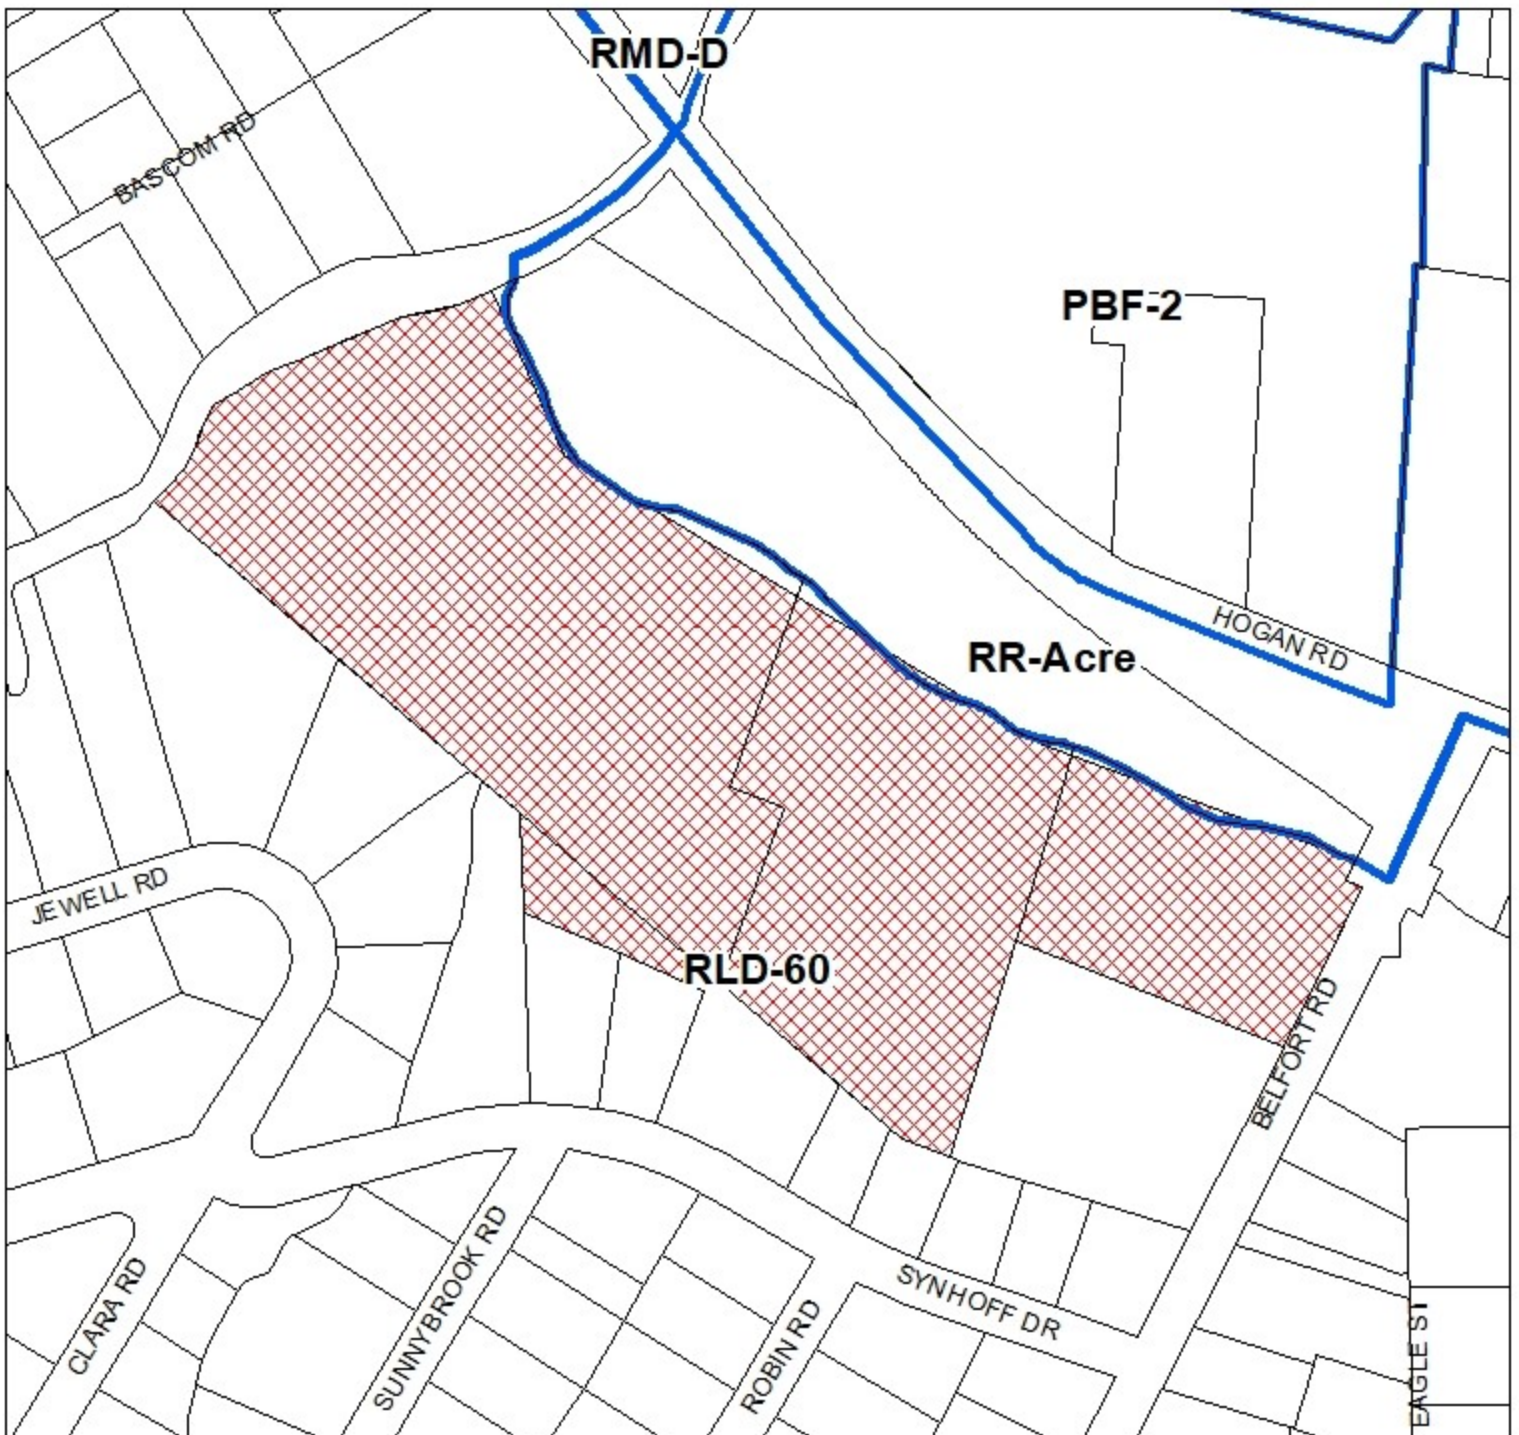 RMD-D
BASCOM RD
PBF-2
HOGAN RD
RR-Acre
JEWELL RD
RLD-60
BELFORT RD
SUNNYBROOK RD
CLARA RD
SYNHOFF DR
ROBIN RD
EAGLE ST